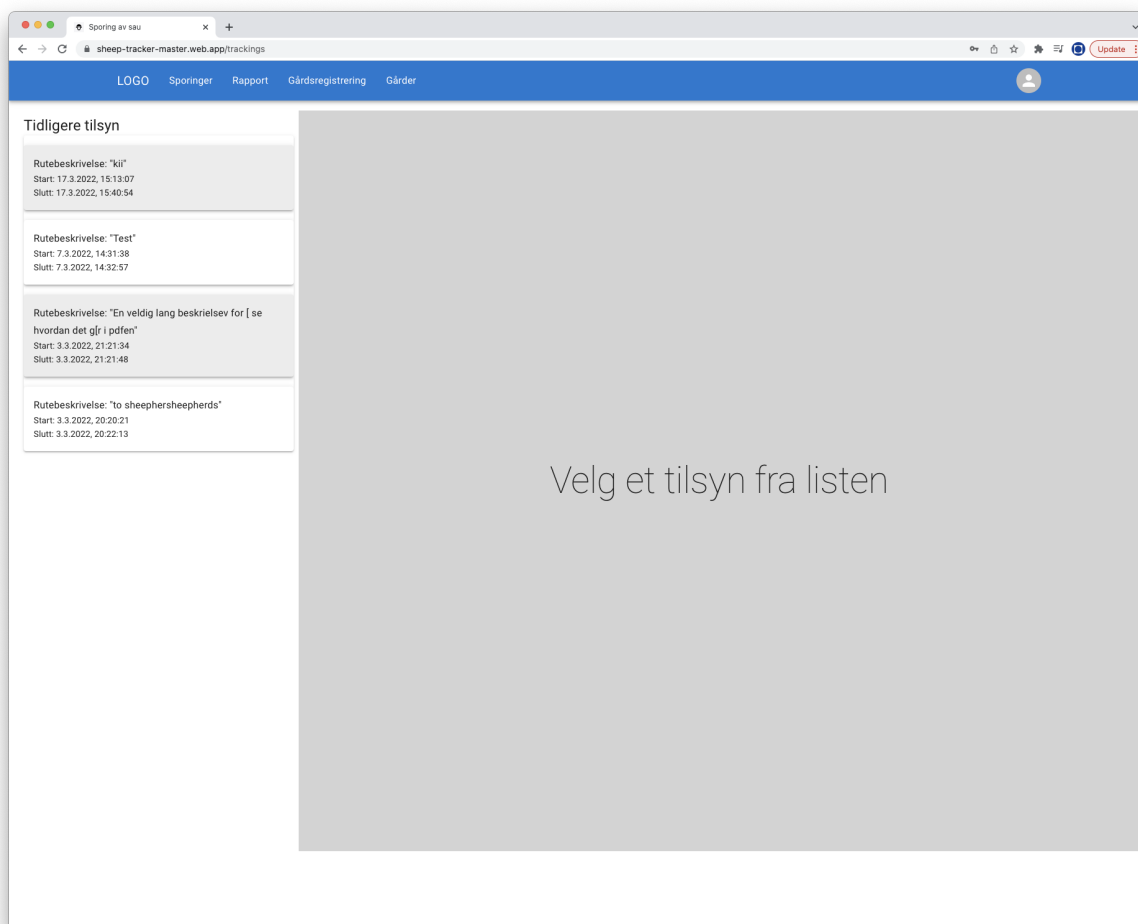 Sporing av sau
sheep-tracker-master.web.app/trackings
Update
LOGO Sporinger Rapport Gårdsregistrering Gårder
Tidligere tilsyn
Rutebeskrivelse: "kii"
Start: 17.3.2022, 15:13:07
Slutt: 17.3.2022, 15:40:54
Rutebeskrivelse: "Test"
Start: 7.3.2022, 14:31:38
Slutt: 7.3.2022, 14:32:57
Rutebeskrivelse: "En veldig lang beskrielsev for [ se
hvordan det g[r i pdfen"
Start: 3.3.2022, 21:21:34
Slutt: 3.3.2022, 21:21:48
Rutebeskrivelse: "to sheephersheepherds"
Start: 3.3.2022, 20:20:21
Slutt: 3.3.2022, 20:22:13
Velg et tilsyn fra listen